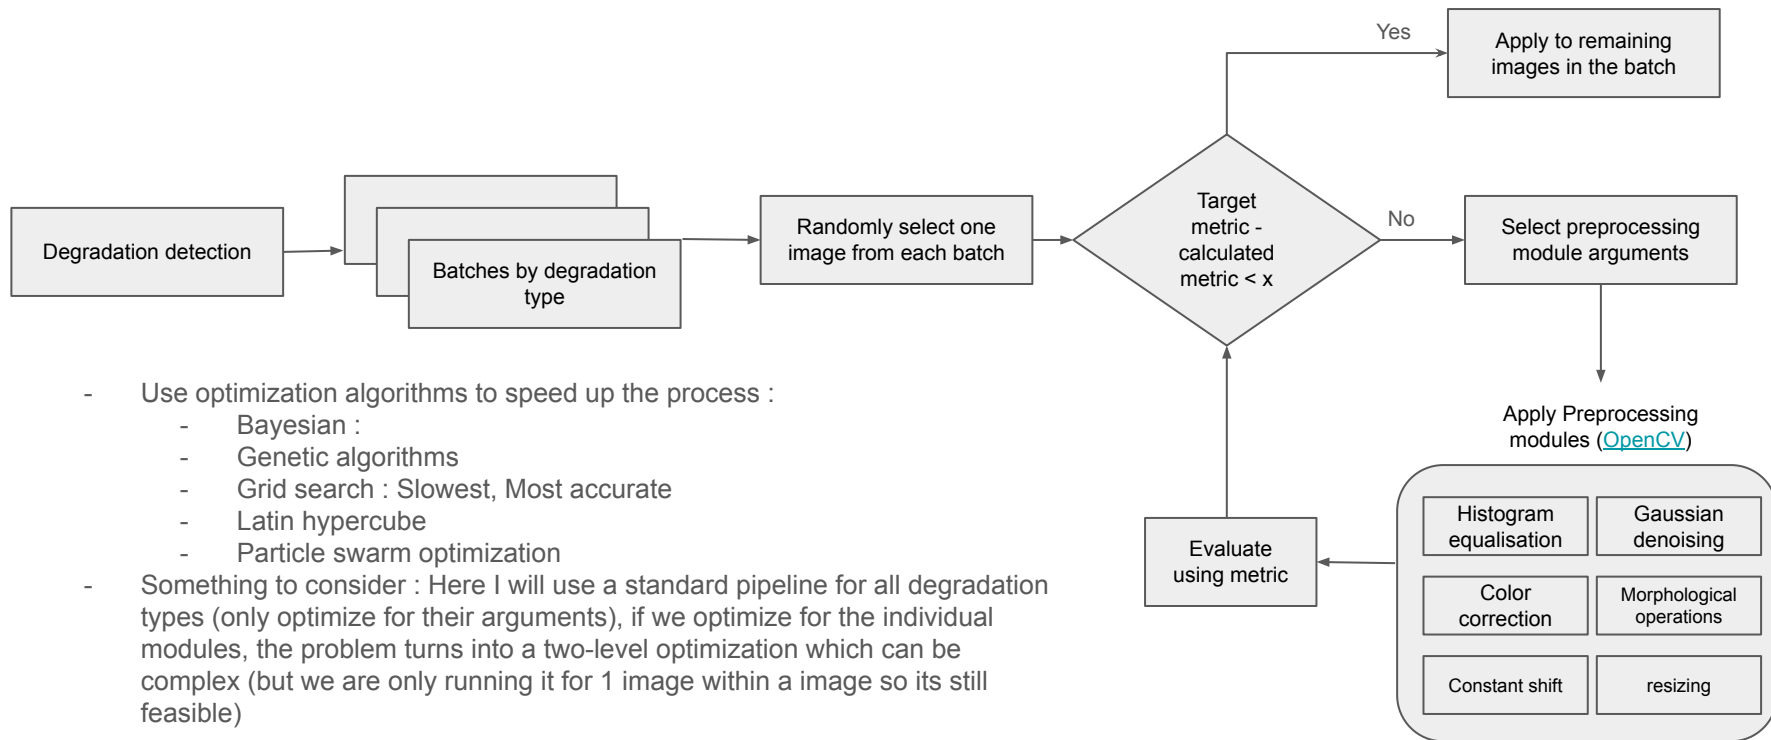 Yes
Apply to remaining
images in the batch
Degradation detection
Batches by degradation
type
Randomly select one
image from each batch
Target
metric -
calculated
metric < x
No
Select preprocessing
module arguments
Apply Preprocessing
modules (OpenCV)
Histogram
equalisation
Gaussian
denoising
Color
correction
Morphological
operations
Constant shift
resizing
Evaluate
using metric
- Use optimization algorithms to speed up the process :
- Bayesian :
- Genetic algorithms
- Grid search : Slowest, Most accurate
- Latin hypercube
- Particle swarm optimization
- Something to consider : Here I will use a standard pipeline for all degradation
types (only optimize for their arguments), if we optimize for the individual
modules, the problem turns into a two-level optimization which can be
complex (but we are only running it for 1 image within a image so its still
feasible)